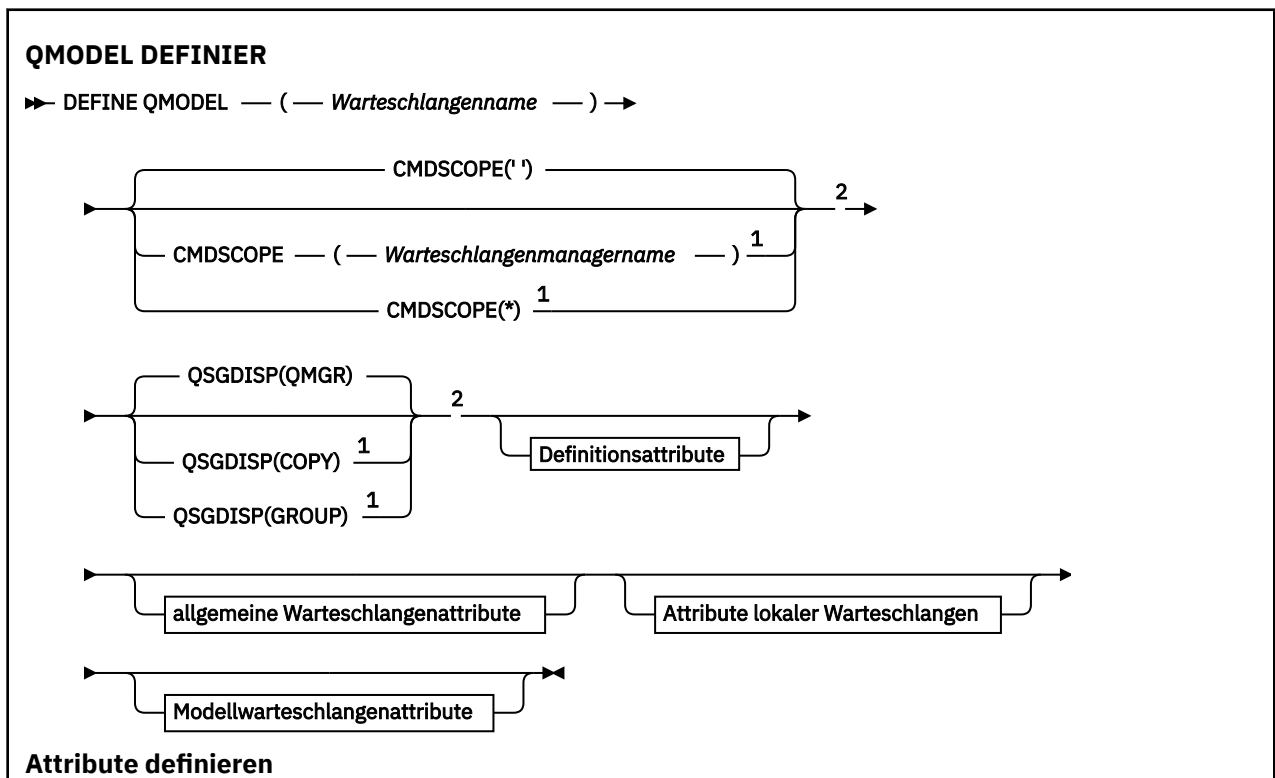 QMODEL DEFINIER
DEFINE QMODEL ( Warteschlangenname )
CMDSCOPE(' ')
2
CMDSCOPE ( Warteschlangenmanagername ) 1
CMDSCOPE(*) 1
QSGDISP(QMGR)
2
QSGDISP(COPY) 1
Definitionsattribute
QSGDISP(GROUP) 1
allgemeine Warteschlangenattribute Attribute lokaler Warteschlangen
Modellwarteschlangenattribute
Attribute definieren